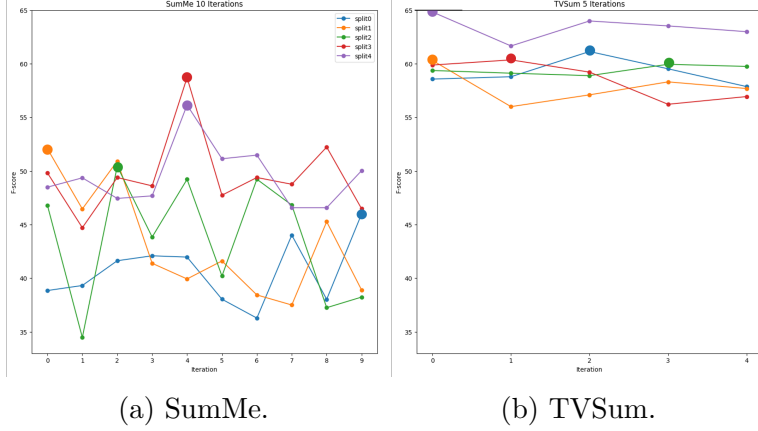 SumMe 10 Iterations
split0
split1
split2
split3
split4
65
60
55
50
45
40
35
F-score
0 1 2 3 4 5 6 7 8 9
Iteration
TVSum 5 Iterations
65
60
55
50
45
40
35
F-score
0 1 2 3 4
Iteration
(a) SumMe.
(b) TVSum.